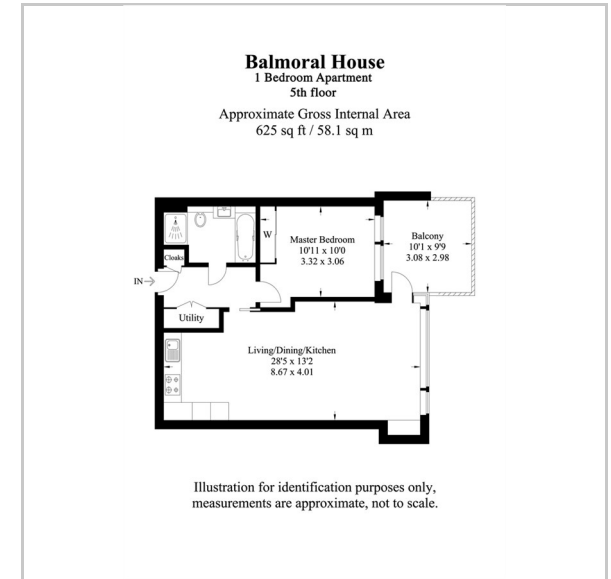 Balmoral House
1 Bedroom Apartment
5th floor
Approximate Gross Internal Area
625 sq ft / 58.1 sq m
W
Master Bedroom
10'11 x 10'0
3.32 x 3.06
Balcony
10'1 x 9'9
3.08 x 2.98
Cloaks
IN
Utility
Living/Dining/Kitchen
28'5 x 13'2
8.67 x 4.01
Illustration for identification purposes only,
measurements are approximate, not to scale.